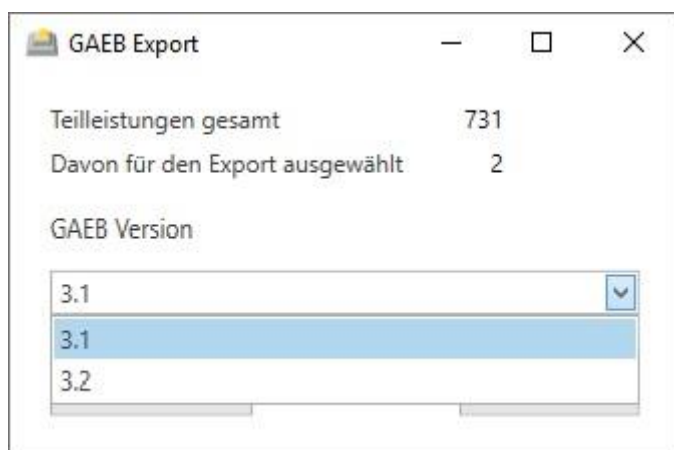 GAEB Export
Teilleistungen gesamt 731
Davon für den Export ausgewählt 2
GAEB Version
3.1
3.1
3.2